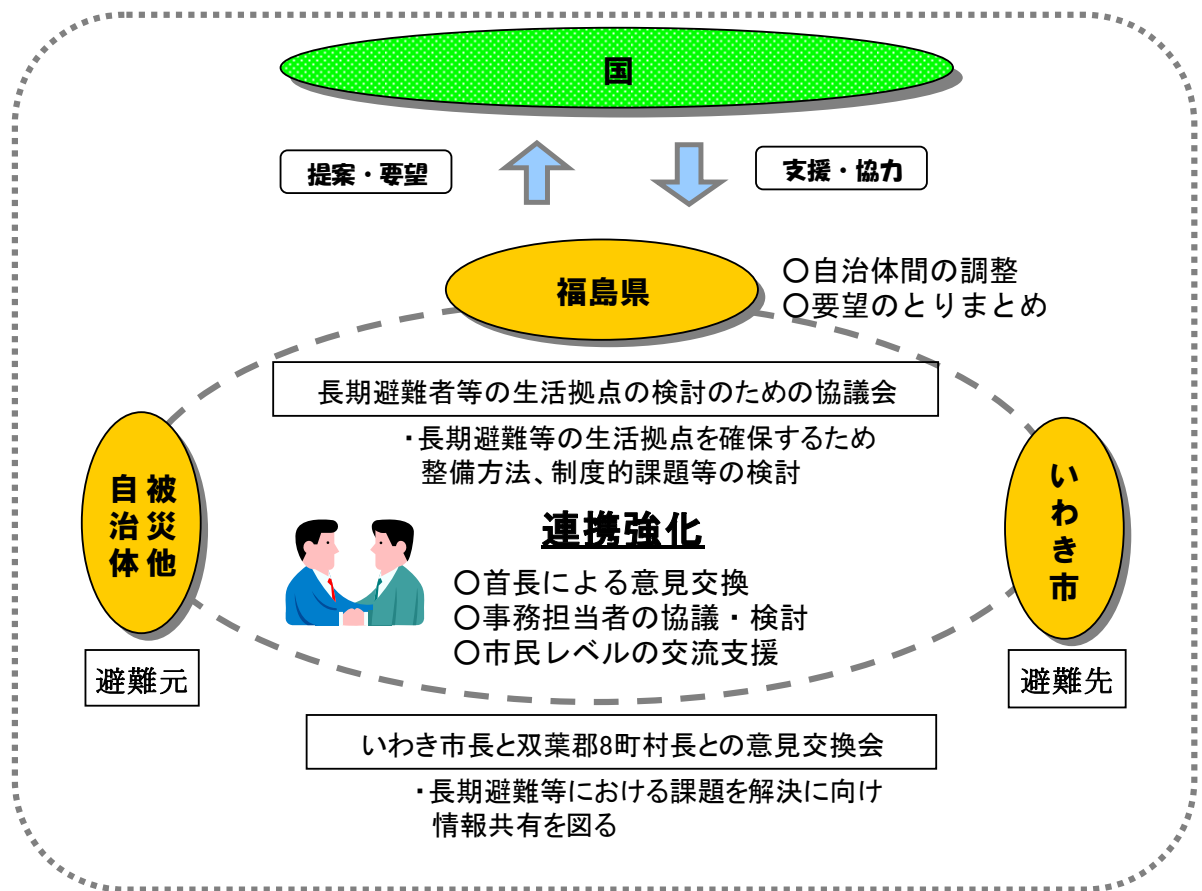 国
提案・要望
支援・協力
福島県
○自治体間の調整
○要望のとりまとめ
長期避難者等の生活拠点の検討のための協議会
・長期避難等の生活拠点を確保するため
整備方法、制度的課題等の検討
被災他
自治体
いわき市
連携強化
○首長による意見交換
○事務担当者の協議・検討
○市民レベルの交流支援
避難元
避難先
いわき市長と双葉郡8町村長との意見交換会
・長期避難等における課題を解決に向け
情報共有を図る